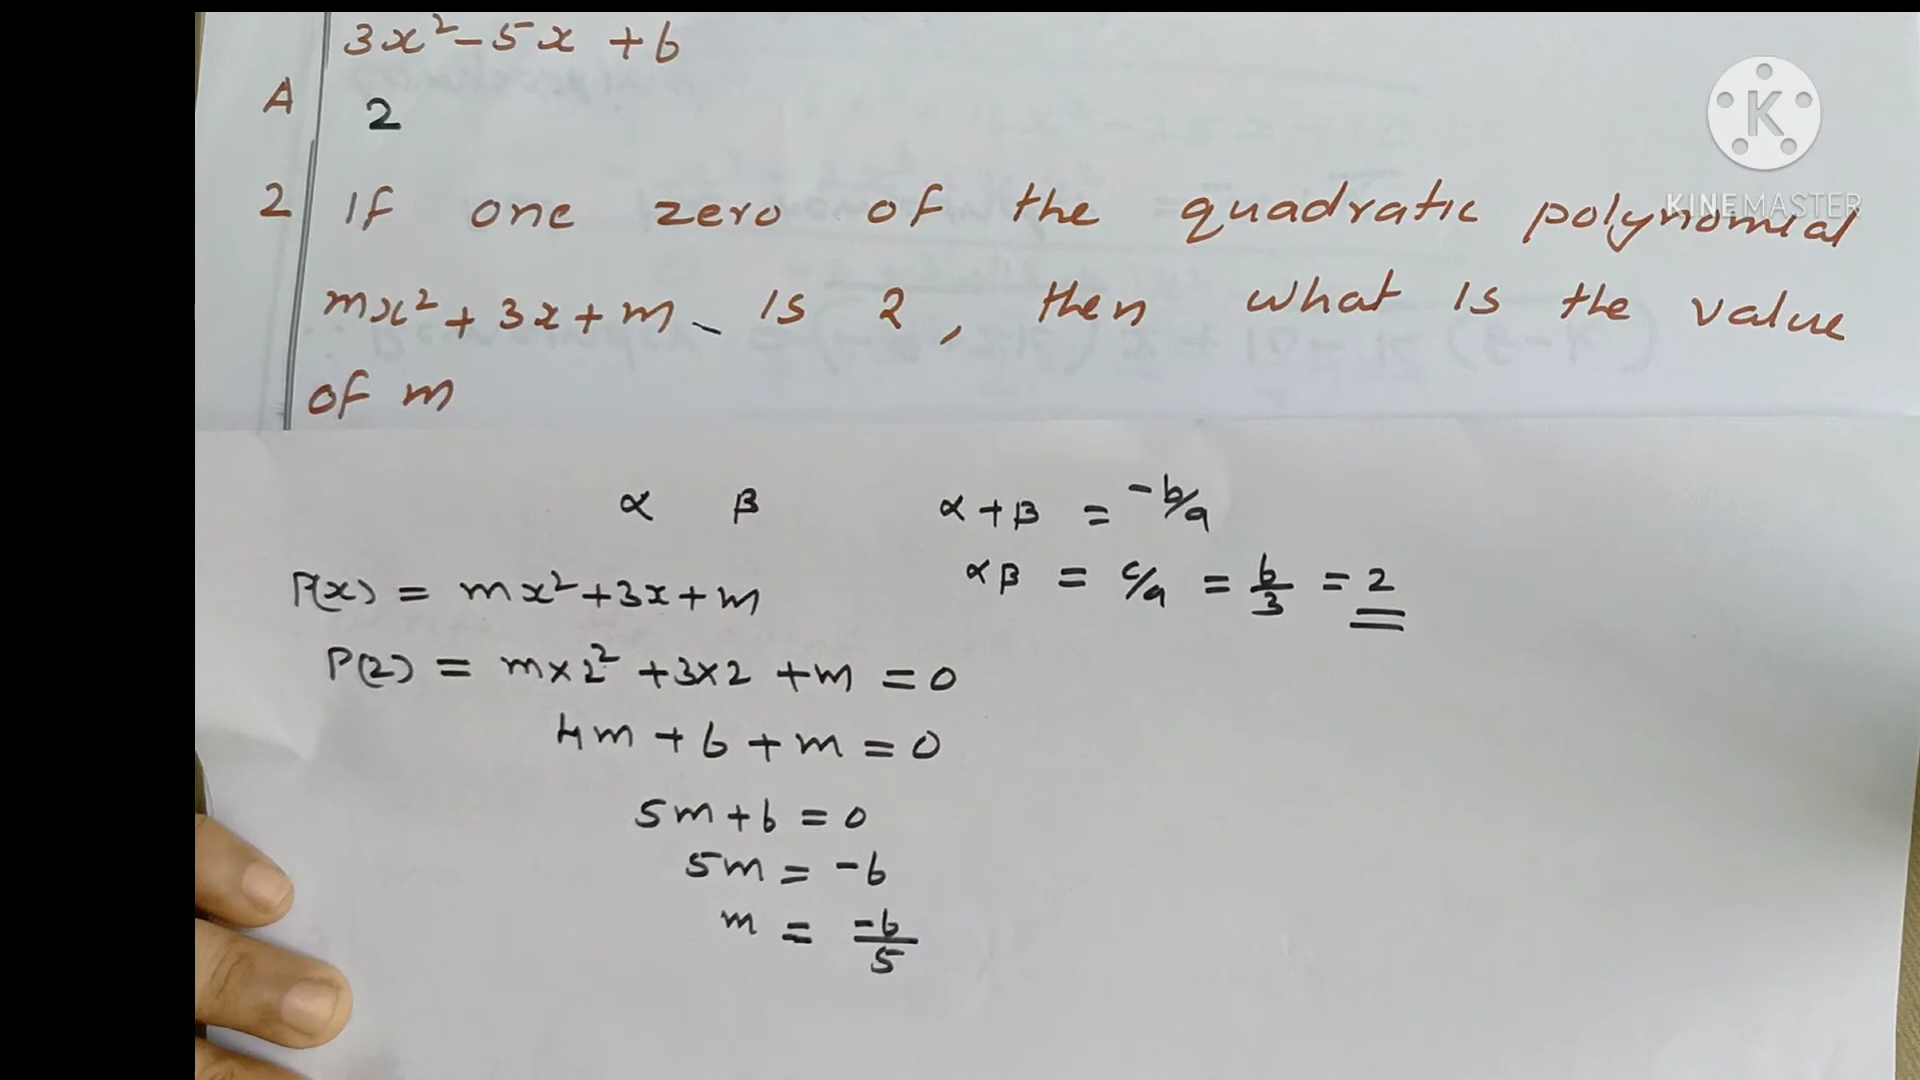 3x²-5x+6
A 2
K
KINEMASTER
2 If one zero of the quadratic polynomial
mx²+3x+m is 2, then what is the value
of m
α β
α+β = -b/a
αβ = c/a = 6/3 = 2
P(x) = mx²+3x+m
P(2) = m×2²+3×2+m = 0
4m+6+m=0
5m+6=0
5m=-6
m = -6/5